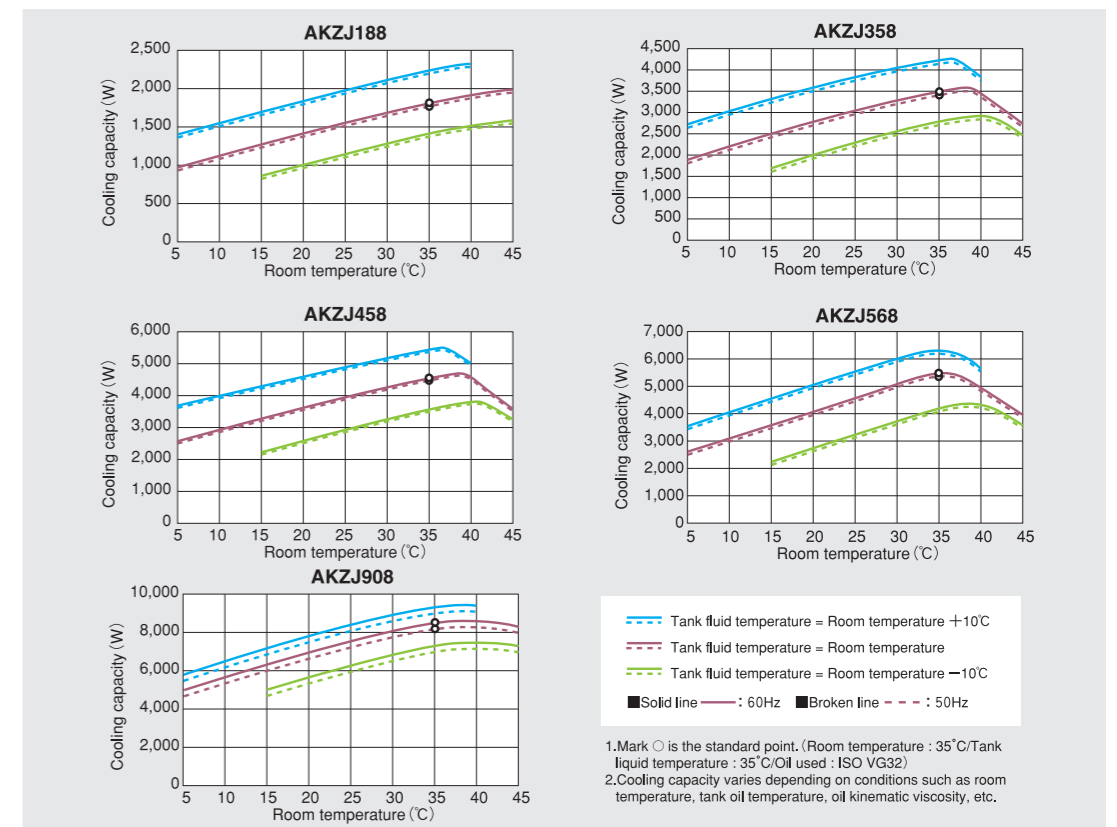 AKZJ188
2,500
2,000
1,500
1,000
500
0
Cooling capacity (W)
5 10 15 20 25 30 35 40 45
Room temperature (℃)
AKZJ358
4,500
4,000
3,500
3,000
2,500
2,000
1,500
1,000
500
0
Cooling capacity (W)
5 10 15 20 25 30 35 40 45
Room temperature (℃)
AKZJ458
6,000
5,000
4,000
3,000
2,000
1,000
0
Cooling capacity (W)
5 10 15 20 25 30 35 40 45
Room temperature (℃)
AKZJ568
7,000
6,000
5,000
4,000
3,000
2,000
1,000
0
Cooling capacity (W)
5 10 15 20 25 30 35 40 45
Room temperature (℃)
AKZJ908
10,000
8,000
6,000
4,000
2,000
0
Cooling capacity (W)
5 10 15 20 25 30 35 40 45
Room temperature (℃)
Tank fluid temperature = Room temperature +10℃
Tank fluid temperature = Room temperature
Tank fluid temperature = Room temperature −10℃
■Solid line : 60Hz ■Broken line : 50Hz
1.Mark ○ is the standard point. (Room temperature : 35˚C/Tank
liquid temperature : 35˚C/Oil used : ISO VG32)
2.Cooling capacity varies depending on conditions such as room
temperature, tank oil temperature, oil kinematic viscosity, etc.